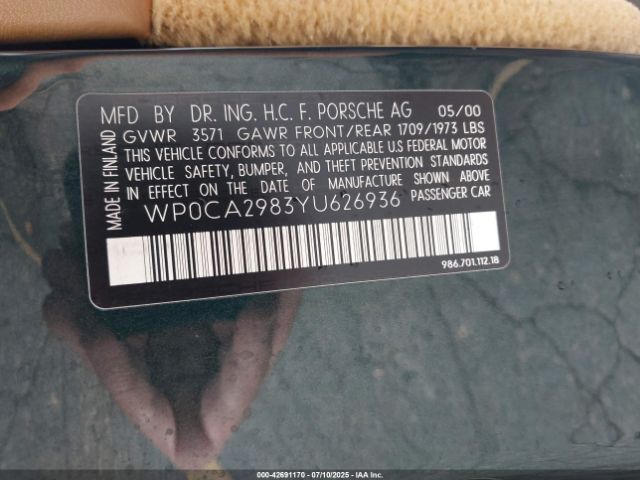 MFD BY DR. ING. H.C. F. PORSCHE AG 05/00
GVWR 3571 GAWR FRONT/REAR 1709/1973 LBS
THIS VEHICLE CONFORMS TO ALL APPLICABLE U.S. FEDERAL MOTOR
VEHICLE SAFETY, BUMPER, AND THEFT PREVENTION STANDARDS
IN EFFECT ON THE DATE OF MANUFACTURE SHOWN ABOVE.
WP0CA2983YU626936 PASSENGER CAR
MADE IN FINLAND
986.701.112.18
000-42691170 - 07/10/2025 - IAAI.COM